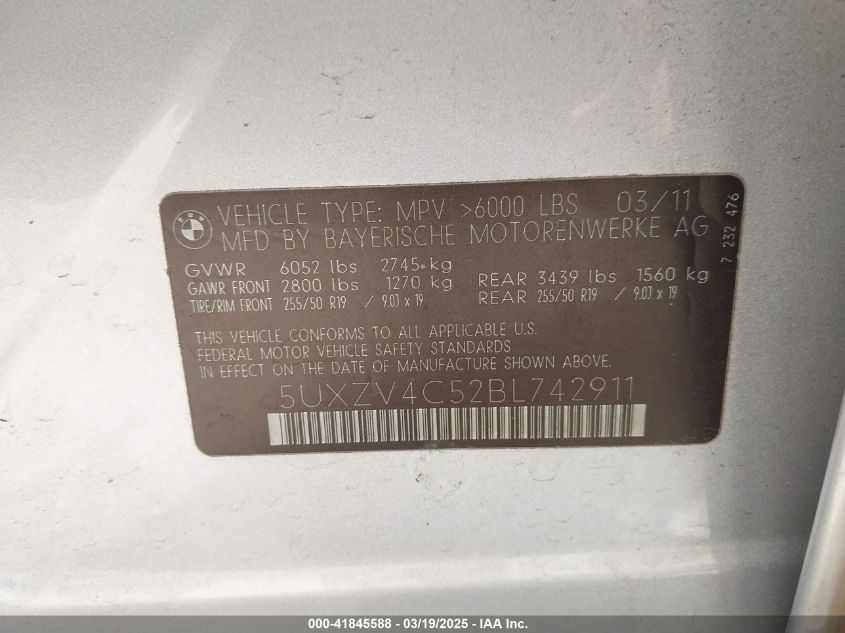 BMW VEHICLE TYPE: MPV >6000 LBS 03/11
MFD BY BAYERISCHE MOTORENWERKE AG
7 232 476
GVWR 6052 lbs 2745 kg
GAWR FRONT 2800 lbs 1270 kg REAR 3439 lbs 1560 kg
TIRE/RIM FRONT 255/50 R19 / 9.0J x 19 REAR 255/50 R19 / 9.0J x 19
THIS VEHICLE CONFORMS TO ALL APPLICABLE U.S.
FEDERAL MOTOR VEHICLE SAFETY STANDARDS
IN EFFECT ON THE DATE OF MANUFACTURE SHOWN ABOVE.
5UXZV4C52BL742911
000-41845588 - 03/19/2025 - IAA Inc.